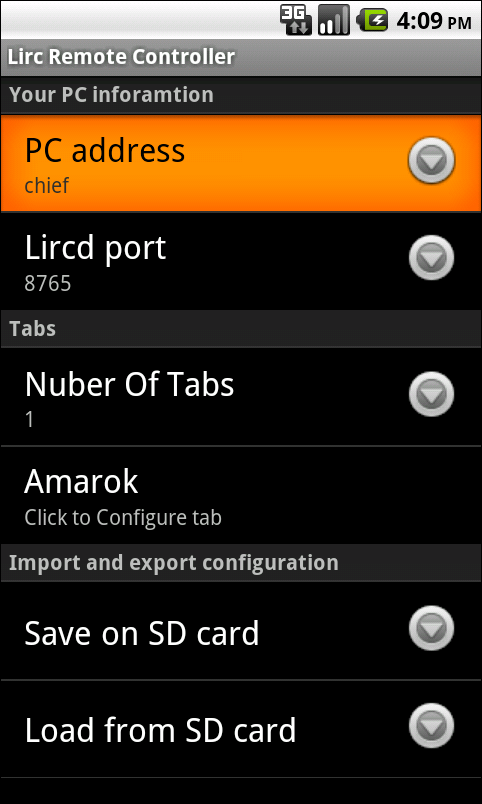 3G 4:09 PM
Lirc Remote Controller
Your PC inforamtion
PC address
chief
Lircd port
8765
Tabs
Nuber Of Tabs
1
Amarok
Click to Configure tab
Import and export configuration
Save on SD card
Load from SD card